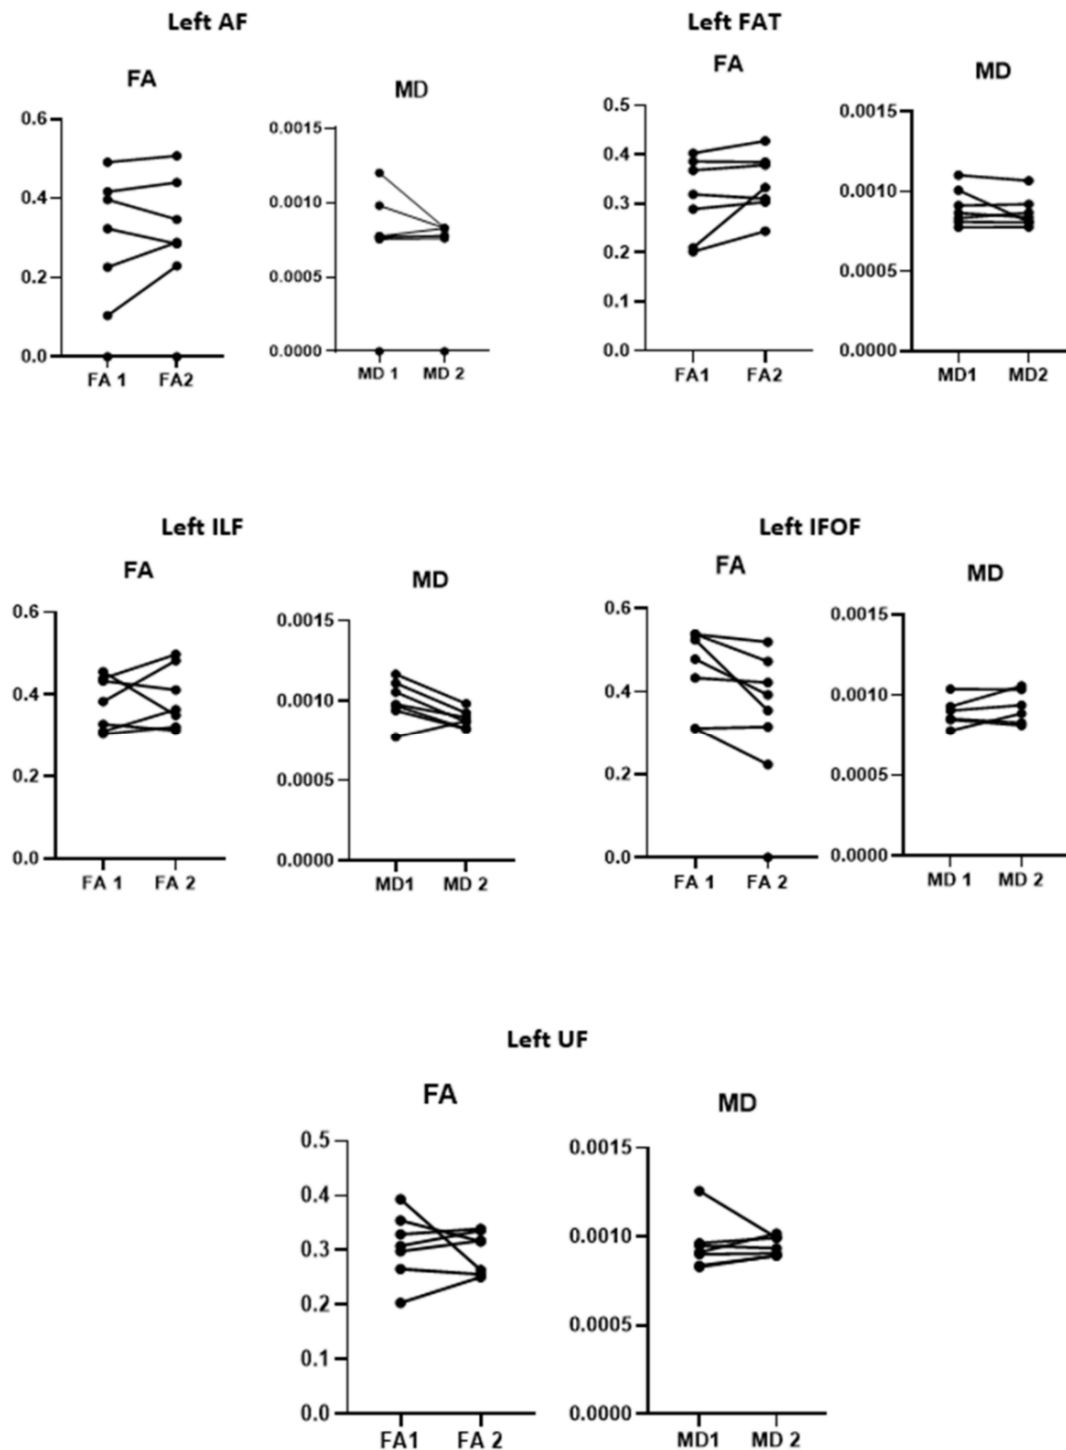 Left AF
FA
0.6
0.4
0.2
0.0
FA 1 FA2
MD
0.0015
0.0010
0.0005
0.0000
MD 1 MD 2
Left FAT
FA
0.5
0.4
0.3
0.2
0.1
0.0
FA1 FA2
MD
0.0015
0.0010
0.0005
0.0000
MD1 MD2
Left ILF
FA
0.6
0.4
0.2
0.0
FA 1 FA 2
MD
0.0015
0.0010
0.0005
0.0000
MD1 MD 2
Left IFOF
FA
0.6
0.4
0.2
0.0
FA 1 FA 2
MD
0.0015
0.0010
0.0005
0.0000
MD 1 MD 2
Left UF
FA
0.5
0.4
0.3
0.2
0.1
0.0
FA1 FA 2
MD
0.0015
0.0010
0.0005
0.0000
MD1 MD 2